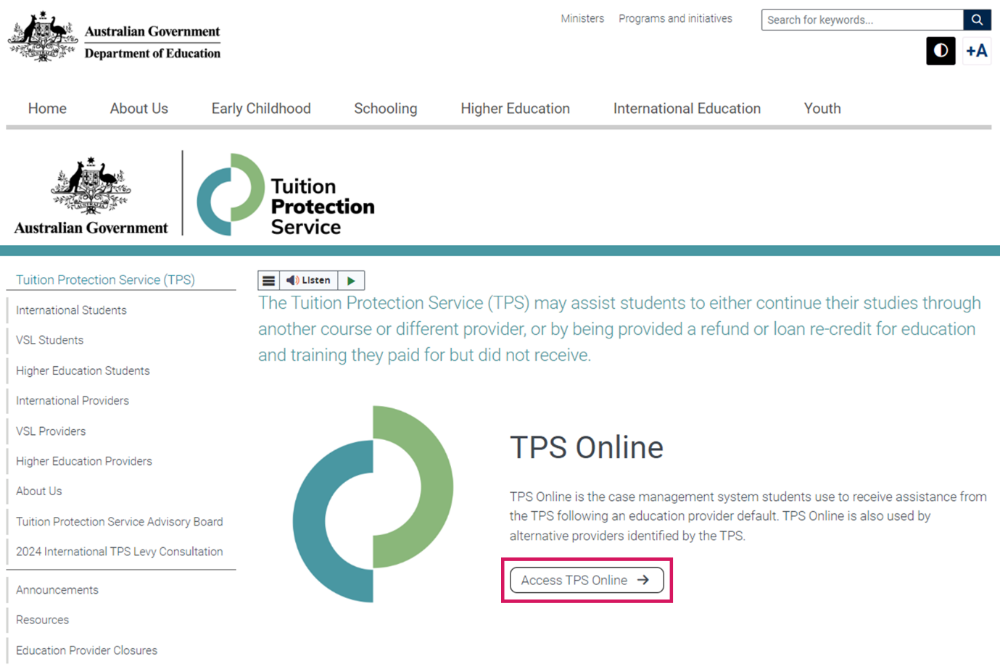 Australian Government
Department of Education
Ministers
Programs and initiatives
Search for keywords...
+A
Home
About Us
Early Childhood
Schooling
Higher Education
International Education
Youth
Australian Government
Tuition
Protection
Service
Tuition Protection Service (TPS)
International Students
VSL Students
Higher Education Students
International Providers
VSL Providers
Higher Education Providers
About Us
Tuition Protection Service Advisory Board
2024 International TPS Levy Consultation
Announcements
Resources
Education Provider Closures
Listen
The Tuition Protection Service (TPS) may assist students to either continue their studies through
another course or different provider, or by being provided a refund or loan re-credit for education
and training they paid for but did not receive.
TPS Online
TPS Online is the case management system students use to receive assistance from
the TPS following an education provider default. TPS Online is also used by
alternative providers identified by the TPS.
Access TPS Online →